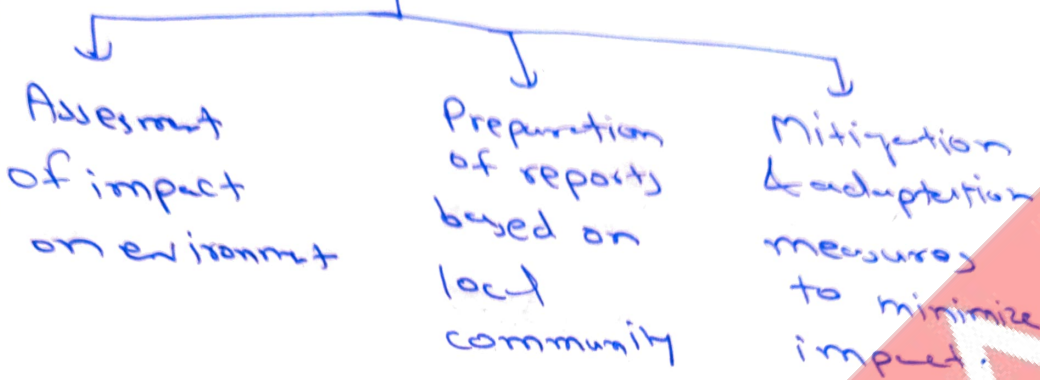 Assesment
of impact
on environment
Preparation
of reports
based on
local
community
Mitigation
& adaptation
measures
to minimize
impact.